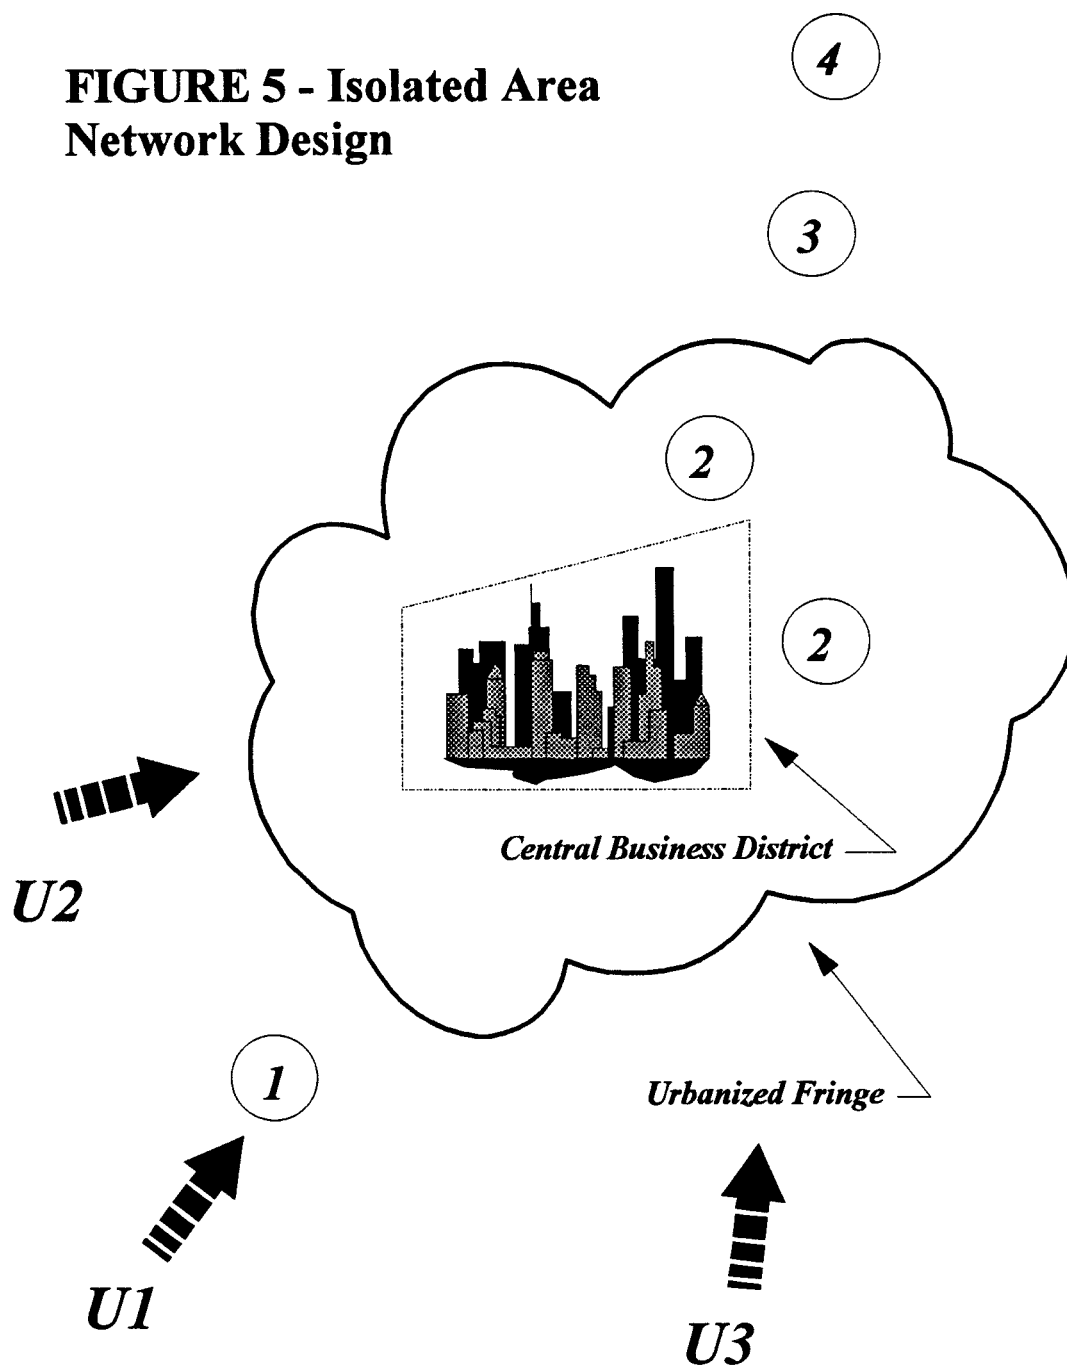 FIGURE 5 - Isolated Area
Network Design
4
3
2
2
Central Business District
U2
1
Urbanized Fringe
U1
U3